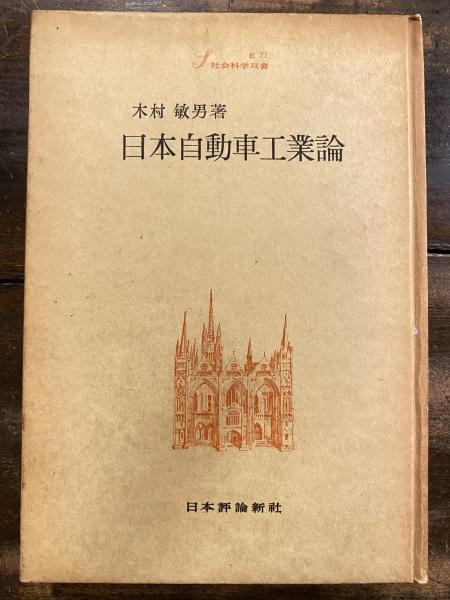 E 21
S 社会科学双書
木村 敏男著
日本自動車工業論
日本評論新社